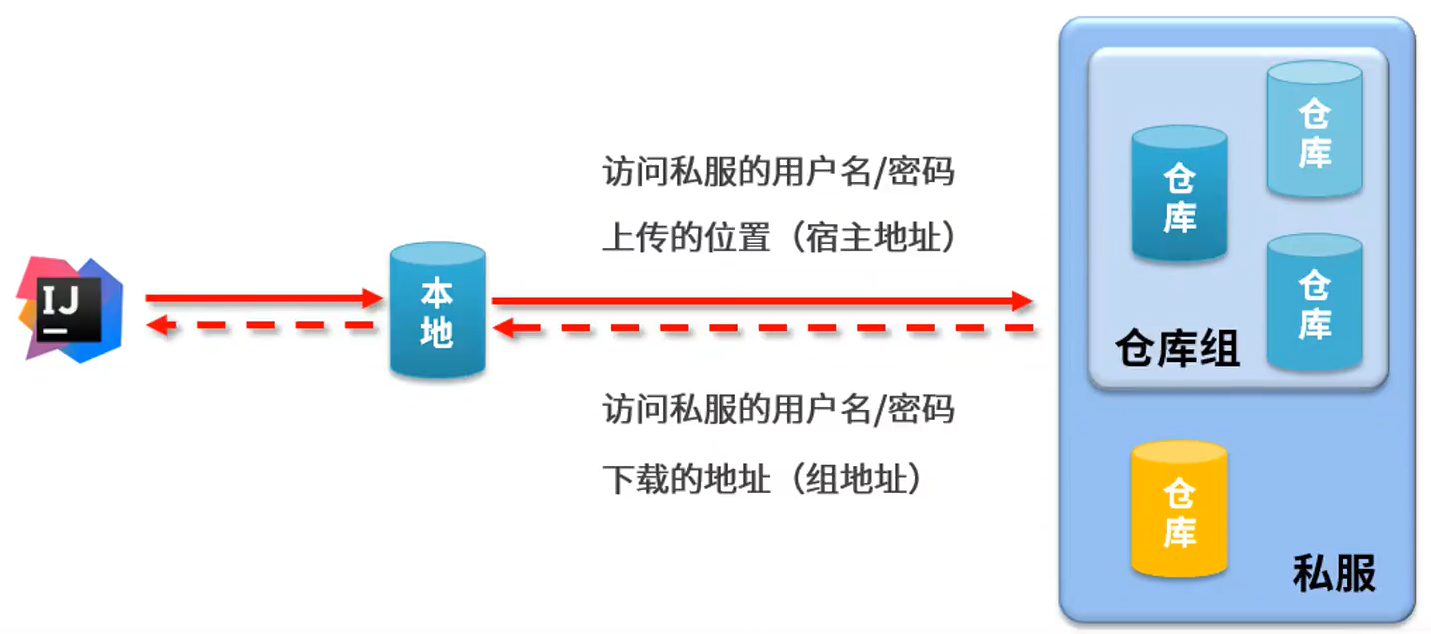 访问私服的用户名/密码
上传的位置（宿主地址）
IJ
本
地
访问私服的用户名/密码
下载的地址（组地址）
仓
库
仓
库
仓
库
仓库组
仓
库
私服